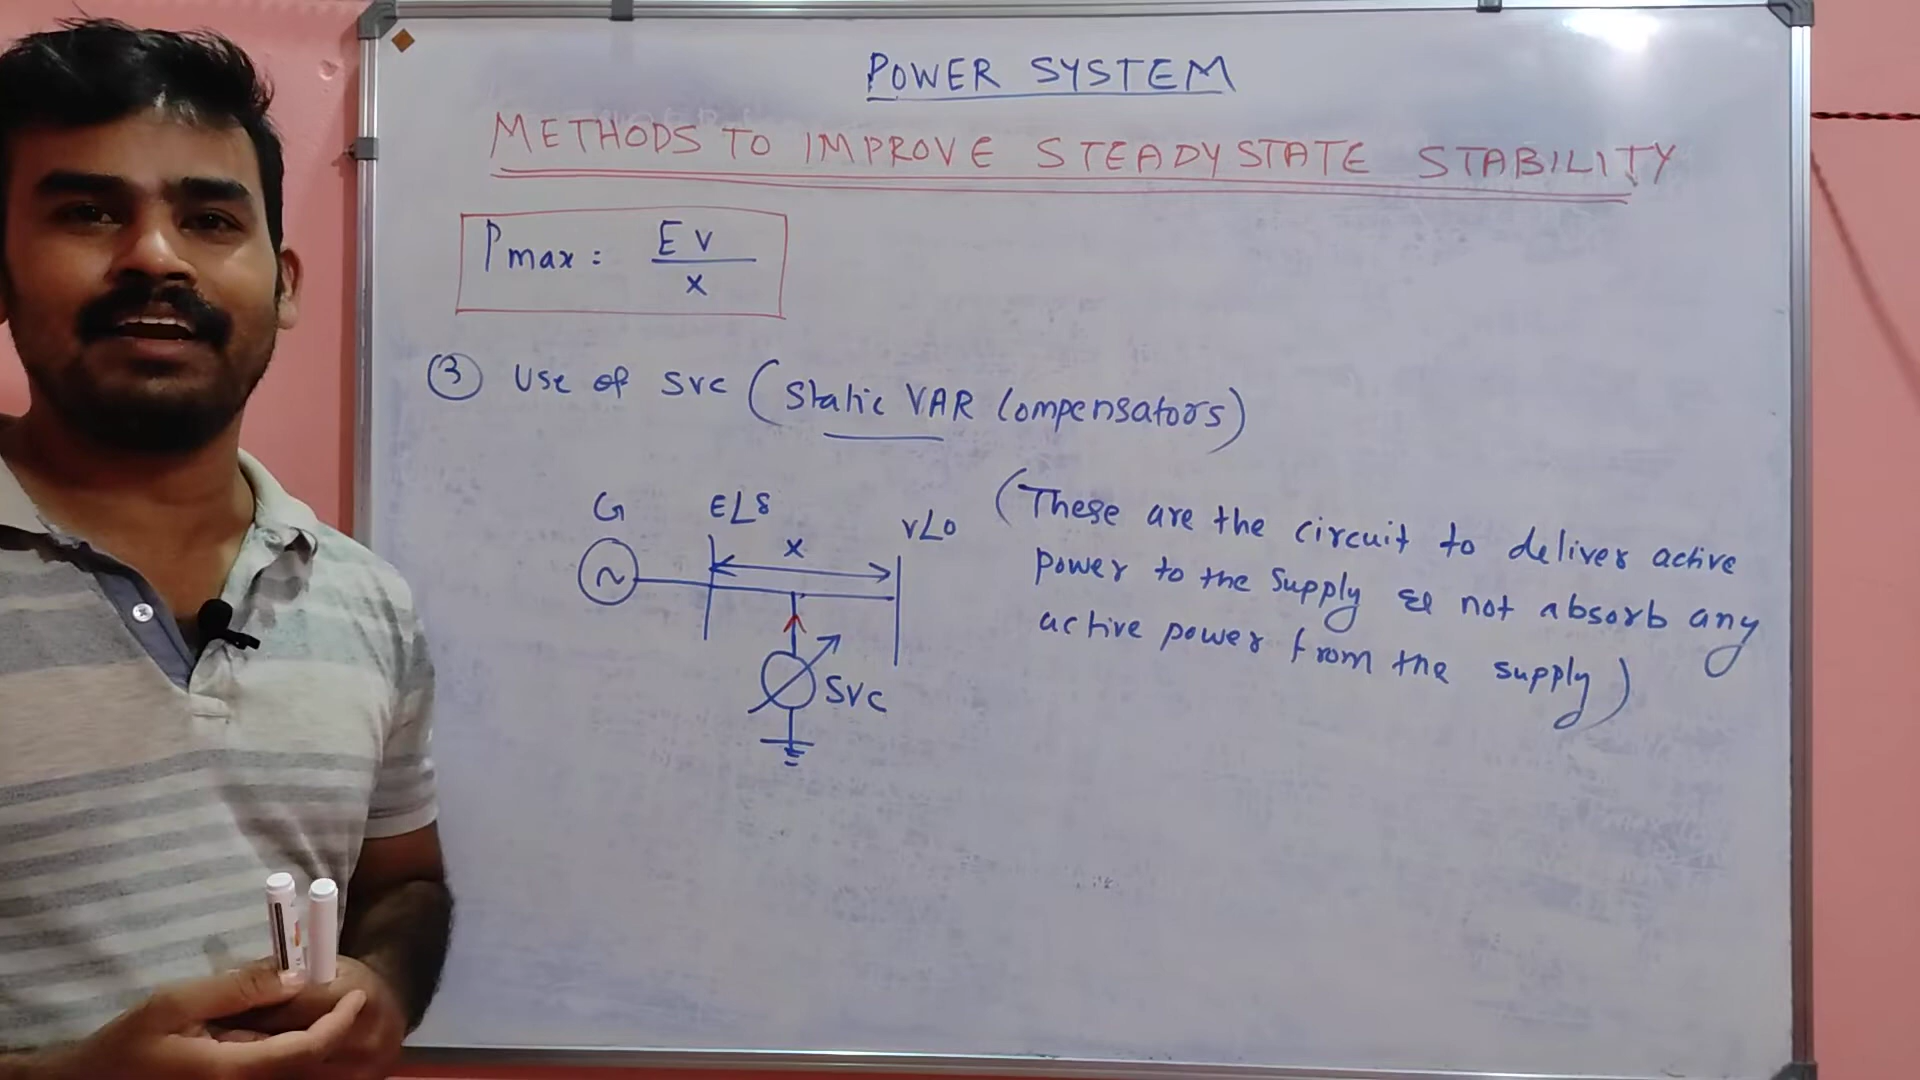 POWER SYSTEM
METHODS TO IMPROVE STEADY STATE STABILITY
Pmax = EV
x
③ Use of SVC (Static VAR Compensators)
G E∠δ V∠0
x
SVC
(These are the circuit to deliver active
power to the supply & not absorb any
active power from the supply)